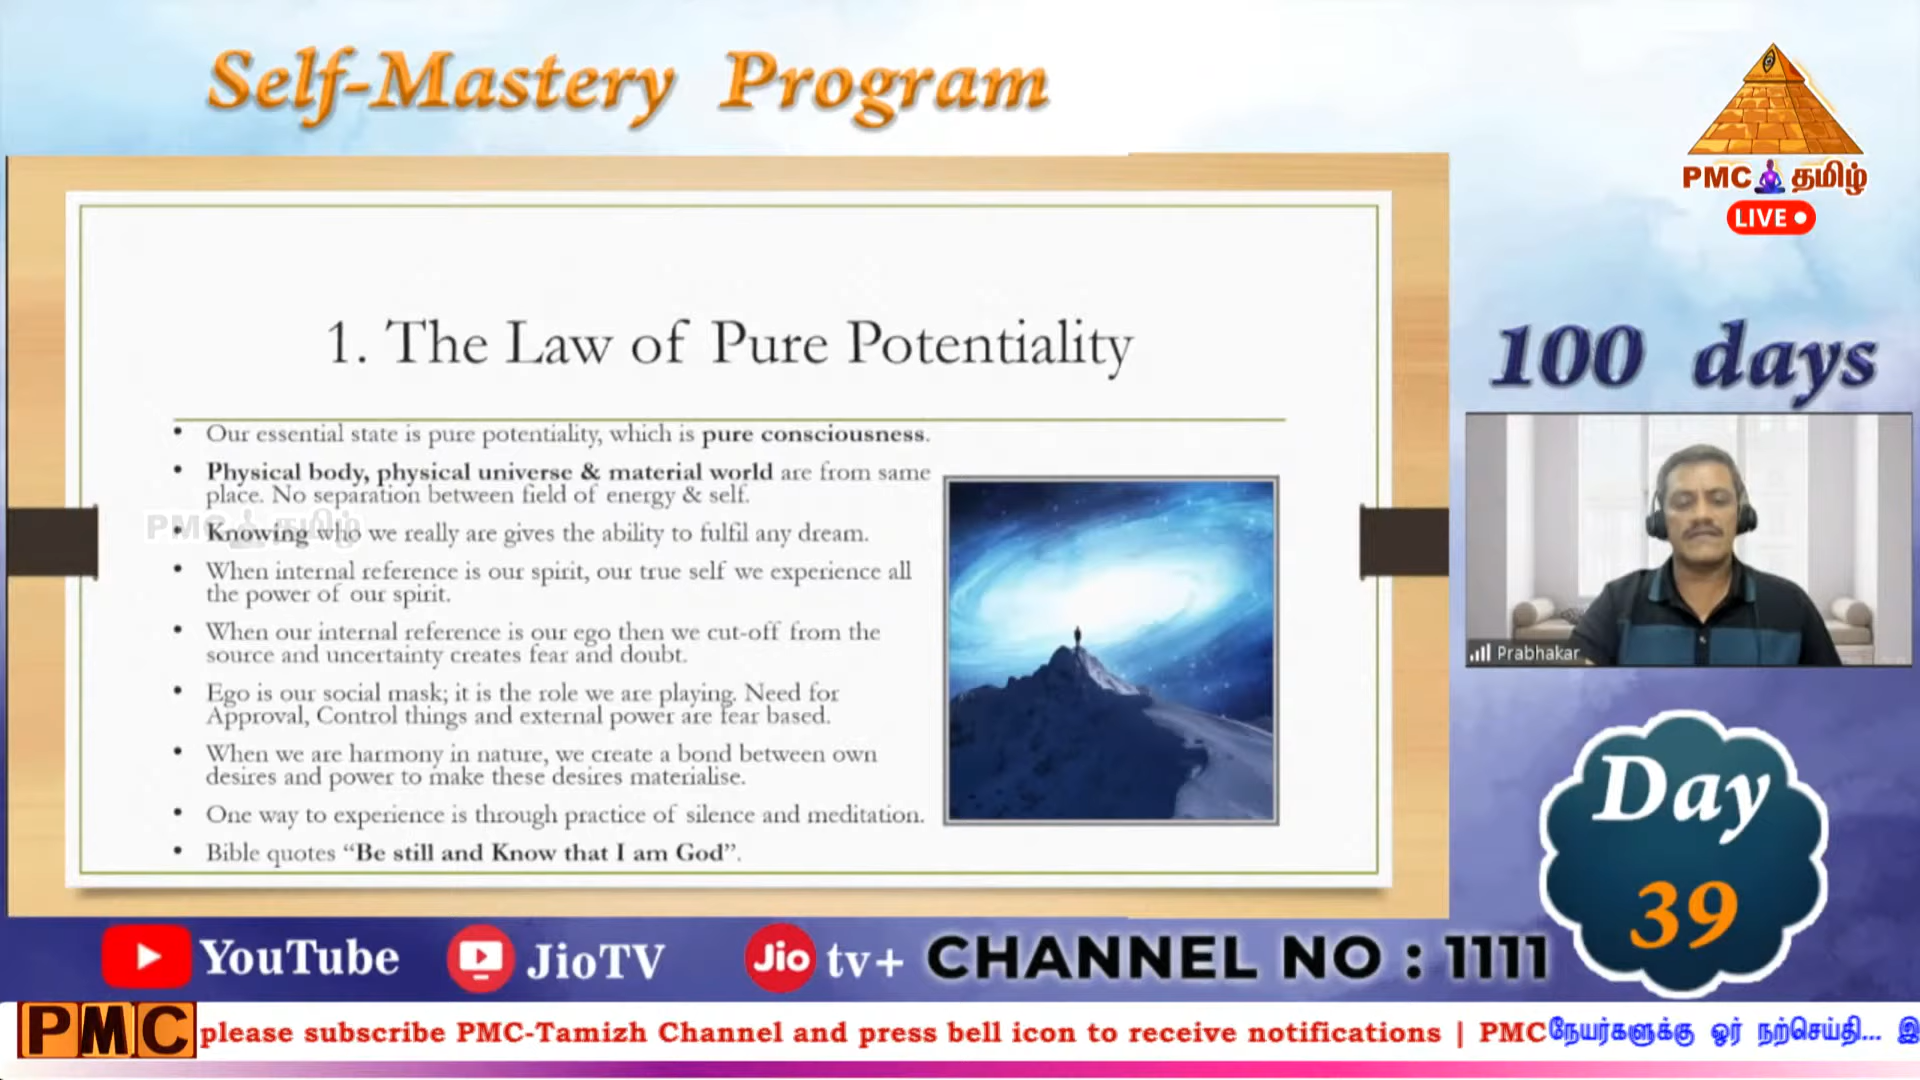 Self-Mastery Program
PMC தமிழ்
LIVE
1. The Law of Pure Potentiality
• Our essential state is pure potentiality, which is pure consciousness.
• Physical body, physical universe & material world are from same
place. No separation between field of energy & self.
PMC தமிழ்
• Knowing who we really are gives the ability to fulfil any dream.
• When internal reference is our spirit, our true self we experience all
the power of our spirit.
• When our internal reference is our ego then we cut-off from the
source and uncertainty creates fear and doubt.
• Ego is our social mask; it is the role we are playing. Need for
Approval, Control things and external power are fear based.
• When we are harmony in nature, we create a bond between own
desires and power to make these desires materialise.
• One way to experience is through practice of silence and meditation.
• Bible quotes “Be still and Know that I am God”.
100 days
Prabhakar
Day
39
YouTube JioTV Jio tv+ CHANNEL NO : 1111
PMC please subscribe PMC-Tamizh Channel and press bell icon to receive notifications | PMC நேயர்களுக்கு ஓர் நற்செய்தி... இ